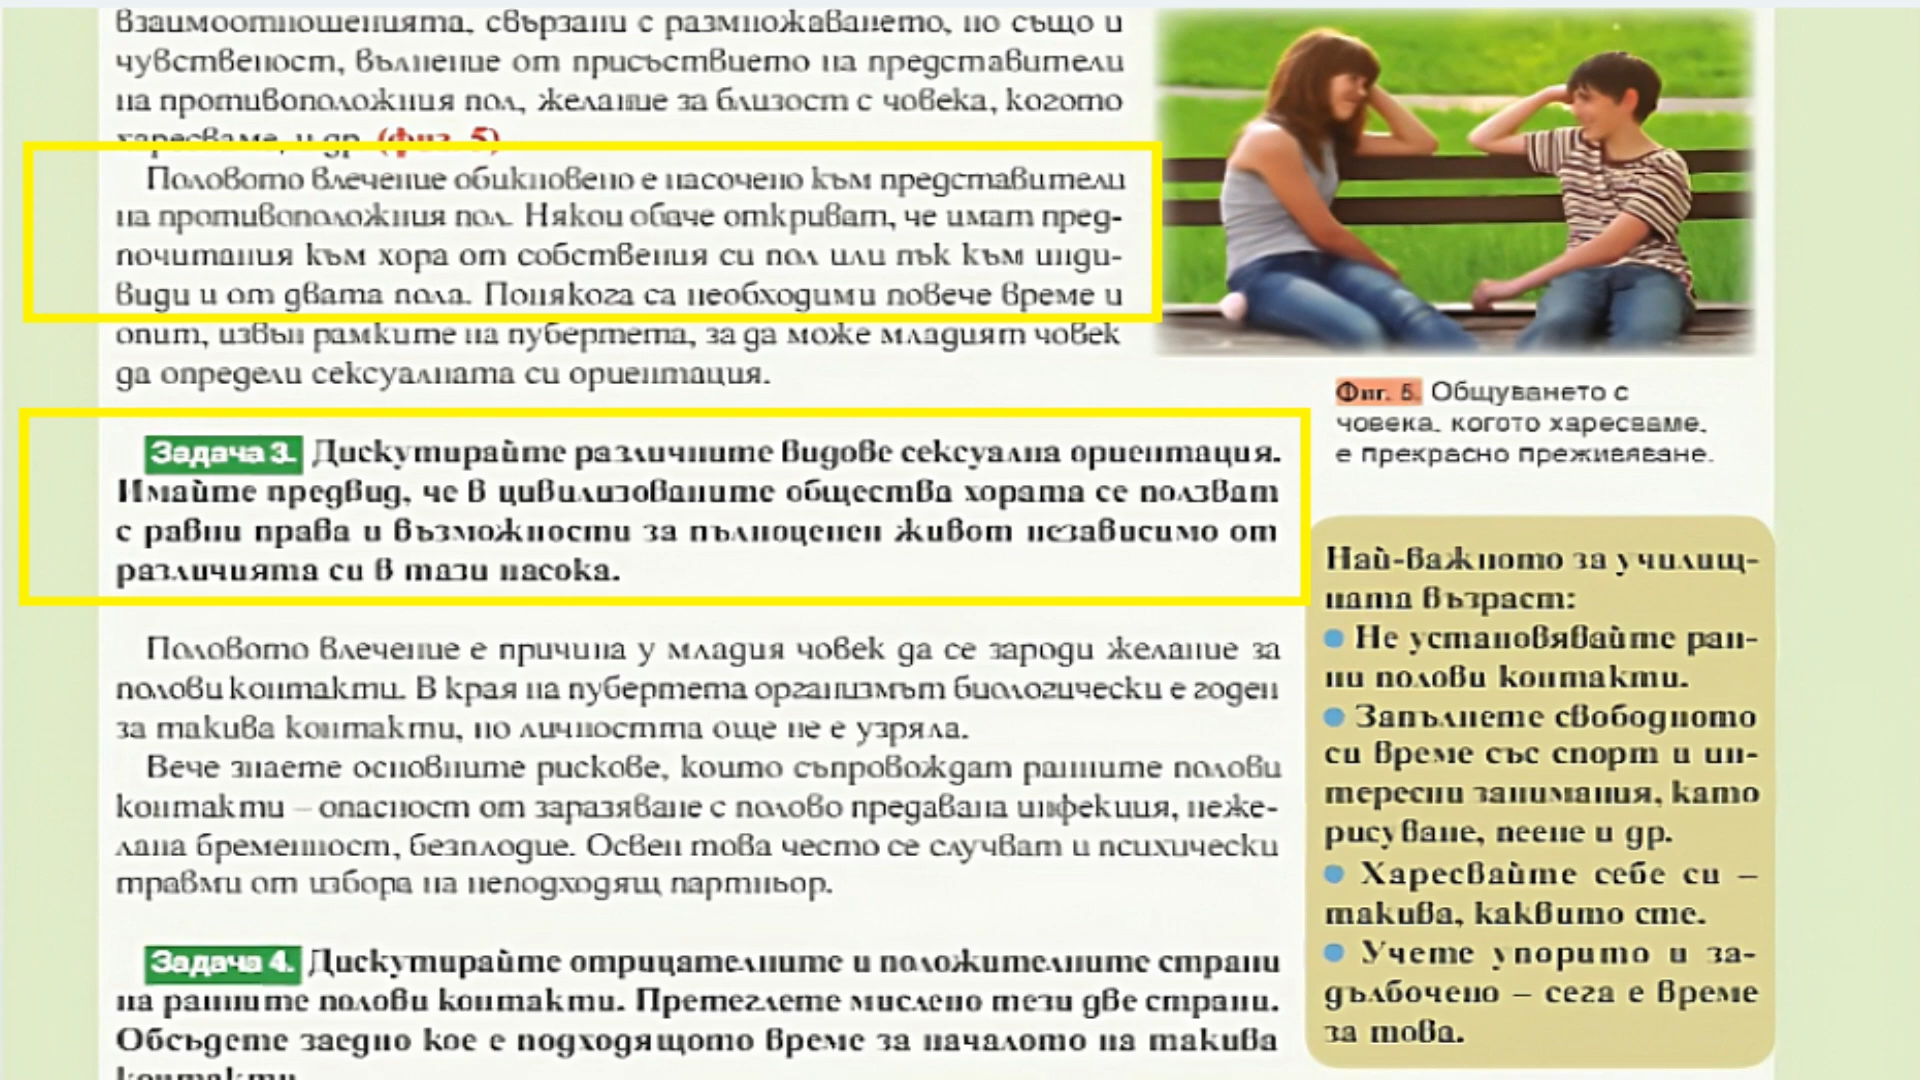 взаимоотношенията, свързани с размножаването, но също и
чувственост, вълнение от присъствието на представители
на противоположния пол, желание за близост с човека, когото
харесваме, и др. (фиг. 5)
Половото влечение обикновено е насочено към представители
на противоположния пол. Някои обаче откриват, че имат пред-
почитания към хора от собствения си пол или пък към инди-
види и от двата пола. Понякога са необходими повече време и
опит, извън рамките на пубертета, за да може младият човек
да определи сексуалната си ориентация.
Задача 3. Дискутирайте различните видове сексуална ориентация.
Имайте предвид, че в цивилизованите общества хората се ползват
с равни права и възможности за пълноценен живот независимо от
различията си в тази насока.
Половото влечение е причина у младия човек да се зароди желание за
полови контакти. В края на пубертета организмът биологически е годен
за такива контакти, но личността още не е узряла.
Вече знаете основните рискове, които съпровождат ранните полови
контакти – опасност от заразяване с полово предавана инфекция, неже-
лана бременност, безплодие. Освен това често се случват и психически
травми от избора на неподходящ партньор.
Задача 4. Дискутирайте отрицателните и положителните страни
на ранните полови контакти. Претеглете мислено тези две страни.
Обсъдете заедно кое е подходящото време за началото на такива
контакти.
Фиг. 5. Общуването с
човека, когото харесваме,
е прекрасно преживяване.
Най-важното за училищ-
ната възраст:
Не установявайте ран-
ни полови контакти.
Запълнете свободното
си време със спорт и ин-
тересни занимания, като
рисуване, пеене и др.
Харесвайте себе си –
такива, каквито сте.
Учете упорито и за-
дълбочено – сега е време
за това.